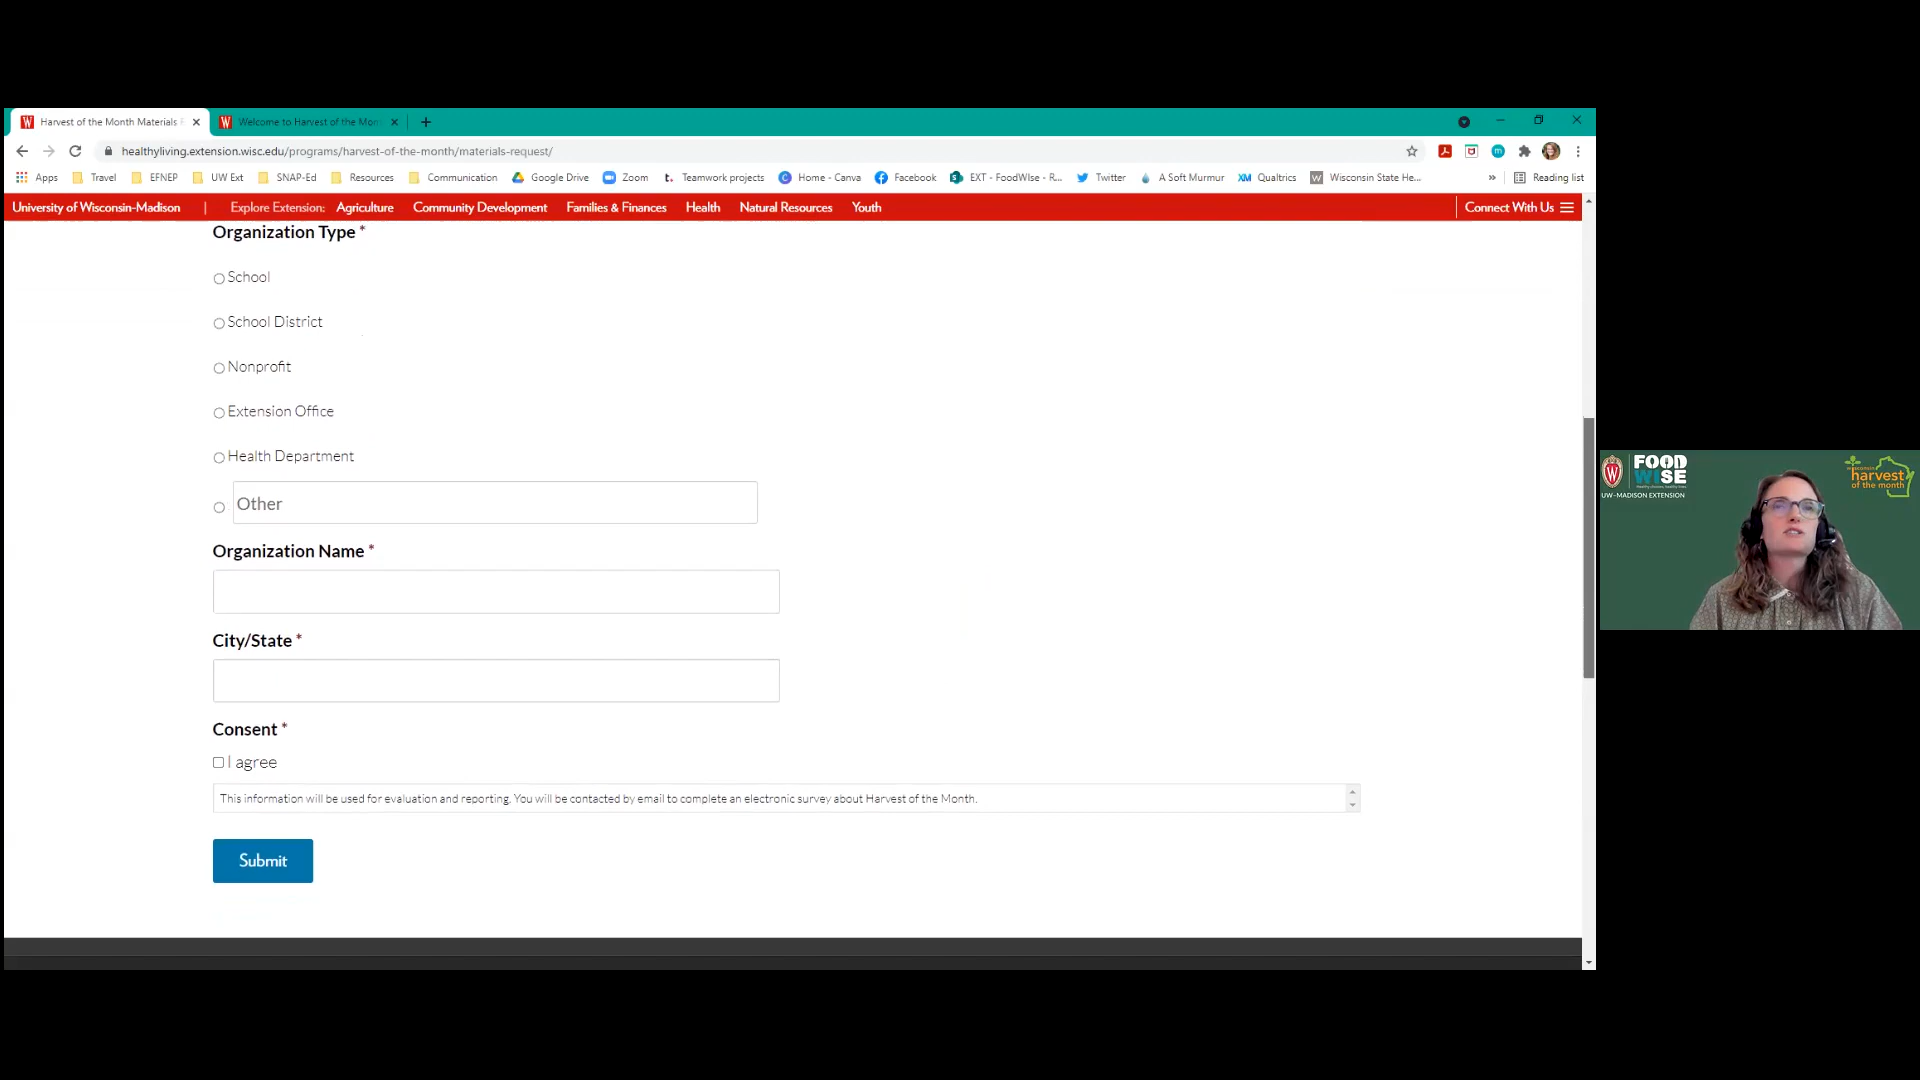 Harvest of the Month Materials R
Welcome to Harvest of the Mon
healthyliving.extension.wisc.edu/programs/harvest-of-the-month/materials-request/
Apps Travel EFNEP UW Ext SNAP-Ed Resources Communication Google Drive Zoom Teamwork projects Home - Canva Facebook EXT - FoodWIse - R... Twitter A Soft Murmur Qualtrics Wisconsin State He... » Reading list
University of Wisconsin-Madison | Explore Extension: Agriculture Community Development Families & Finances Health Natural Resources Youth Connect With Us
Organization Type *
School
School District
Nonprofit
Extension Office
Health Department
Other
Organization Name *
City/State *
Consent *
I agree
This information will be used for evaluation and reporting. You will be contacted by email to complete an electronic survey about Harvest of the Month.
Submit
FOOD
WISE
UW-MADISON EXTENSION
harvest
of the month